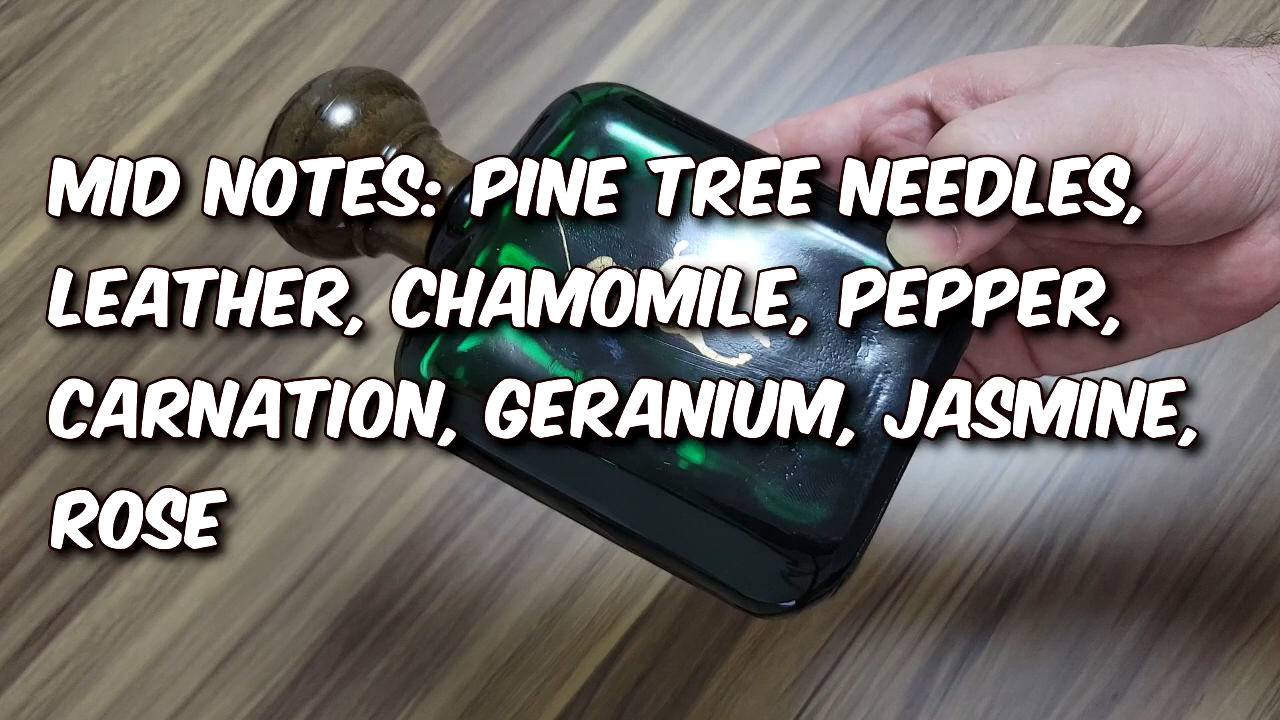 MID NOTES: PINE TREE NEEDLES,
LEATHER, CHAMOMILE, PEPPER,
CARNATION, GERANIUM, JASMINE,
ROSE